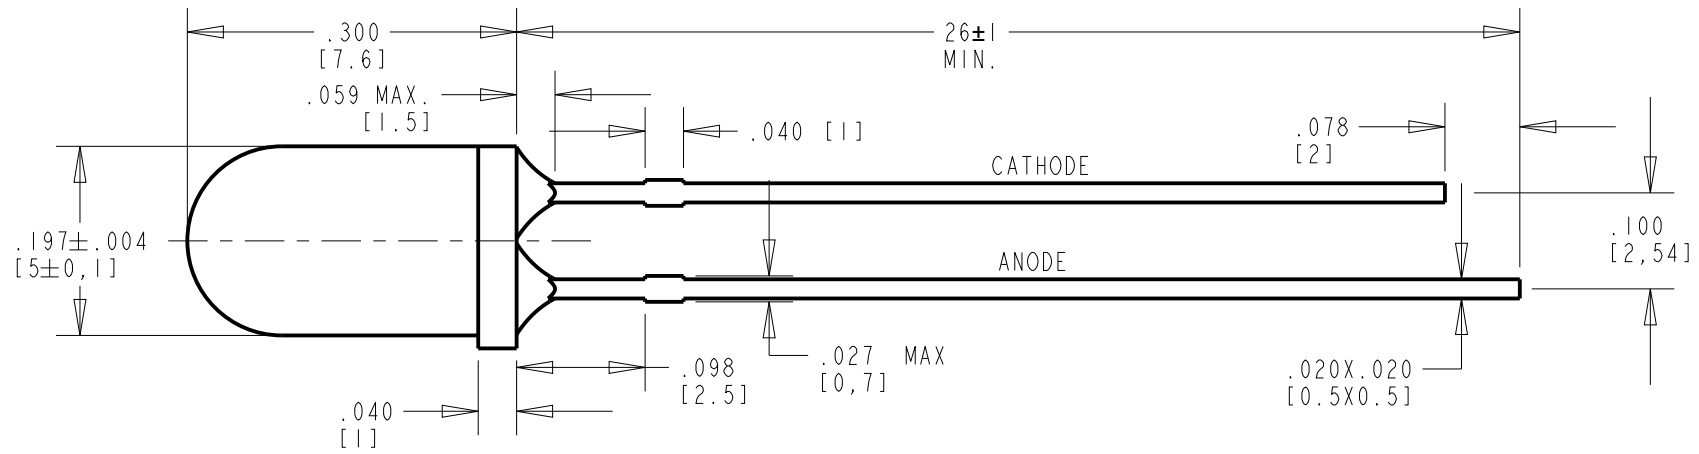 .300
[7.6]
26±1
MIN.
.059 MAX.
[1.5]
.040 [1]
.078
[2]
CATHODE
.197±.004
[5±0,1]
.100
[2,54]
ANODE
.027 MAX
[0,7]
.098
[2.5]
.020X.020
[0.5X0.5]
.040
[1]